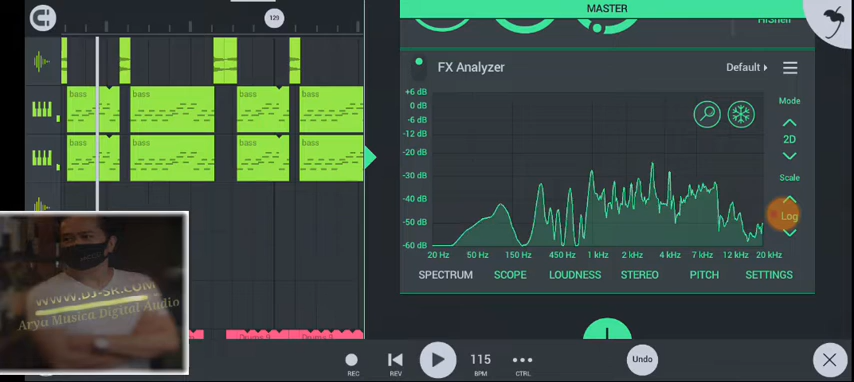 MASTER
129
HiShelf
FX Analyzer
Default
Mode
2D
Scale
Log
+6 dB
0 dB
-6 dB
-12 dB
-20 dB
-30 dB
-40 dB
-50 dB
-60 dB
20 Hz 50 Hz 150 Hz 450 Hz 1 kHz 2 kHz 4 kHz 7 kHz 12 kHz 20 kHz
SPECTRUM SCOPE LOUDNESS STEREO PITCH SETTINGS
bass bass bass bass
bass bass bass bass
WWW.DJ-SR.COM
Arya Musica Digital Audio
REC REV 115 BPM CTRL Undo